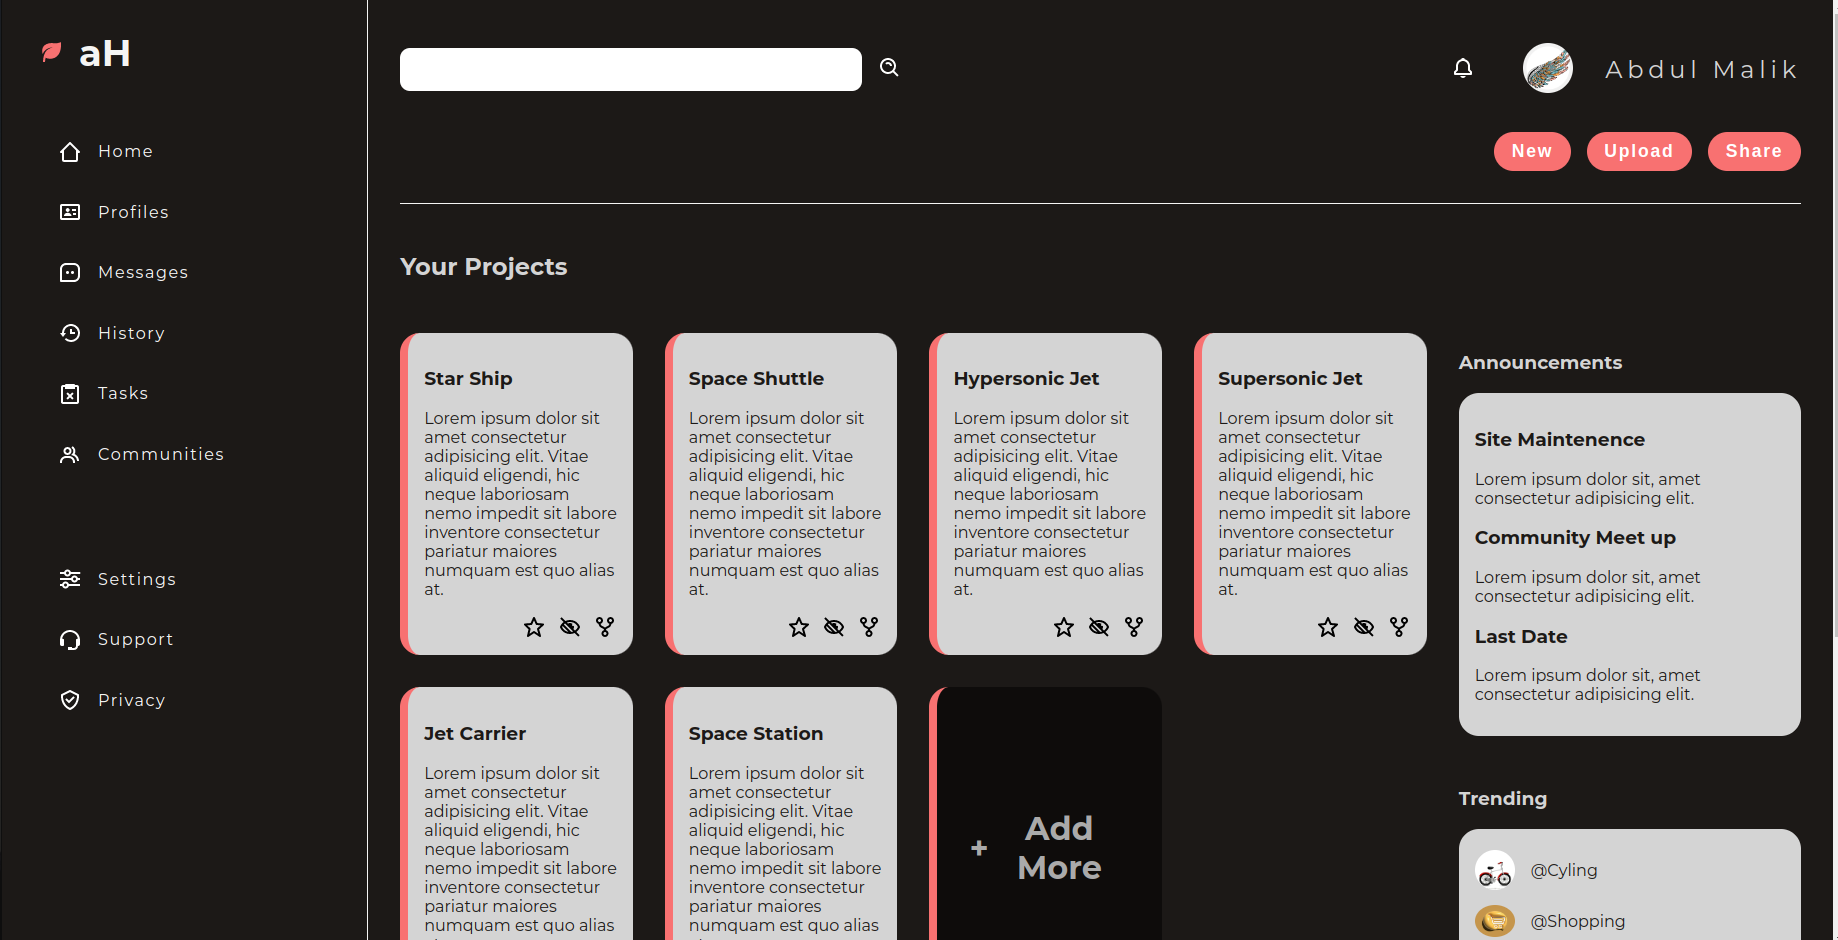 aH
Home
Profiles
Messages
History
Tasks
Communities
Settings
Support
Privacy
Abdul Malik
New
Upload
Share
Your Projects
Star Ship
Lorem ipsum dolor sit
amet consectetur
adipisicing elit. Vitae
aliquid eligendi, hic
neque laboriosam
nemo impedit sit labore
inventore consectetur
pariatur maiores
numquam est quo alias
at.
Space Shuttle
Lorem ipsum dolor sit
amet consectetur
adipisicing elit. Vitae
aliquid eligendi, hic
neque laboriosam
nemo impedit sit labore
inventore consectetur
pariatur maiores
numquam est quo alias
at.
Hypersonic Jet
Lorem ipsum dolor sit
amet consectetur
adipisicing elit. Vitae
aliquid eligendi, hic
neque laboriosam
nemo impedit sit labore
inventore consectetur
pariatur maiores
numquam est quo alias
at.
Supersonic Jet
Lorem ipsum dolor sit
amet consectetur
adipisicing elit. Vitae
aliquid eligendi, hic
neque laboriosam
nemo impedit sit labore
inventore consectetur
pariatur maiores
numquam est quo alias
at.
Jet Carrier
Lorem ipsum dolor sit
amet consectetur
adipisicing elit. Vitae
aliquid eligendi, hic
neque laboriosam
nemo impedit sit labore
inventore consectetur
pariatur maiores
numquam est quo alias
Space Station
Lorem ipsum dolor sit
amet consectetur
adipisicing elit. Vitae
aliquid eligendi, hic
neque laboriosam
nemo impedit sit labore
inventore consectetur
pariatur maiores
numquam est quo alias
+ Add
More
Announcements
Site Maintenence
Lorem ipsum dolor sit, amet
consectetur adipisicing elit.
Community Meet up
Lorem ipsum dolor sit, amet
consectetur adipisicing elit.
Last Date
Lorem ipsum dolor sit, amet
consectetur adipisicing elit.
Trending
@Cyling
@Shopping